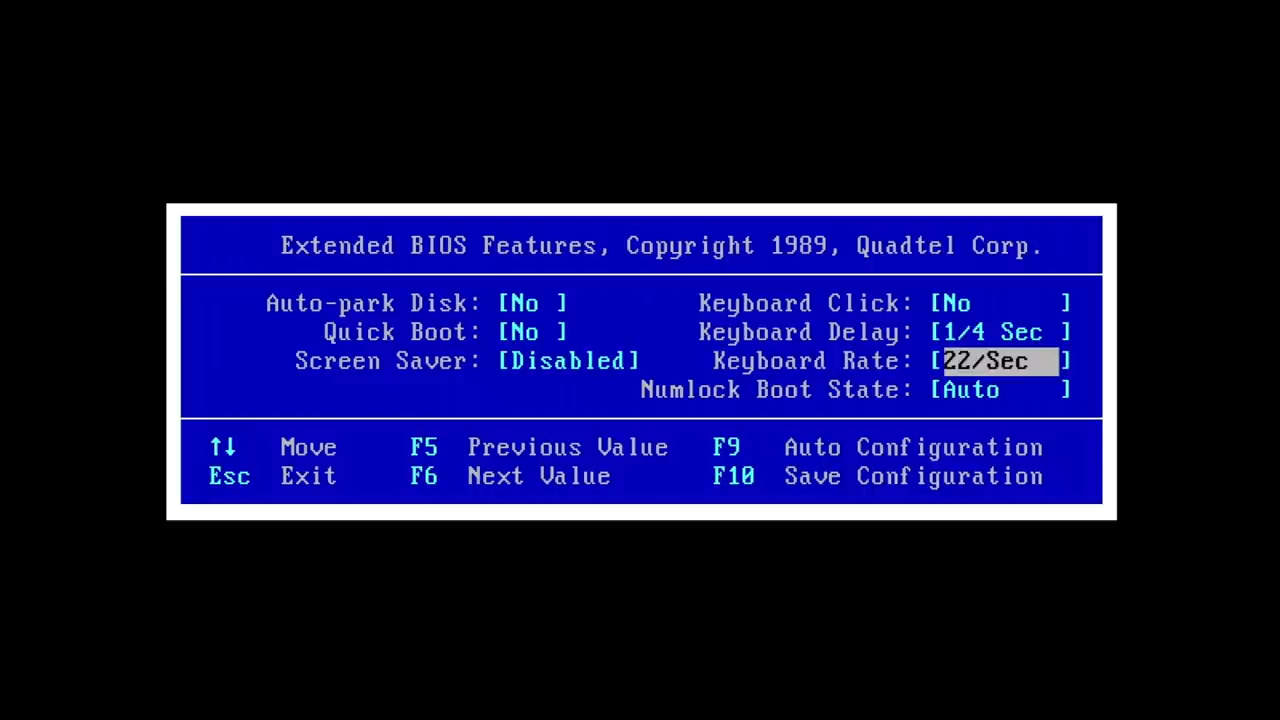 Extended BIOS Features, Copyright 1989, Quadtel Corp.
Auto-park Disk: [No ] Keyboard Click: [No ]
Quick Boot: [No ] Keyboard Delay: [1/4 Sec ]
Screen Saver: [Disabled] Keyboard Rate: [22/Sec ]
Numlock Boot State: [Auto ]
↑↓ Move F5 Previous Value F9 Auto Configuration
Esc Exit F6 Next Value F10 Save Configuration